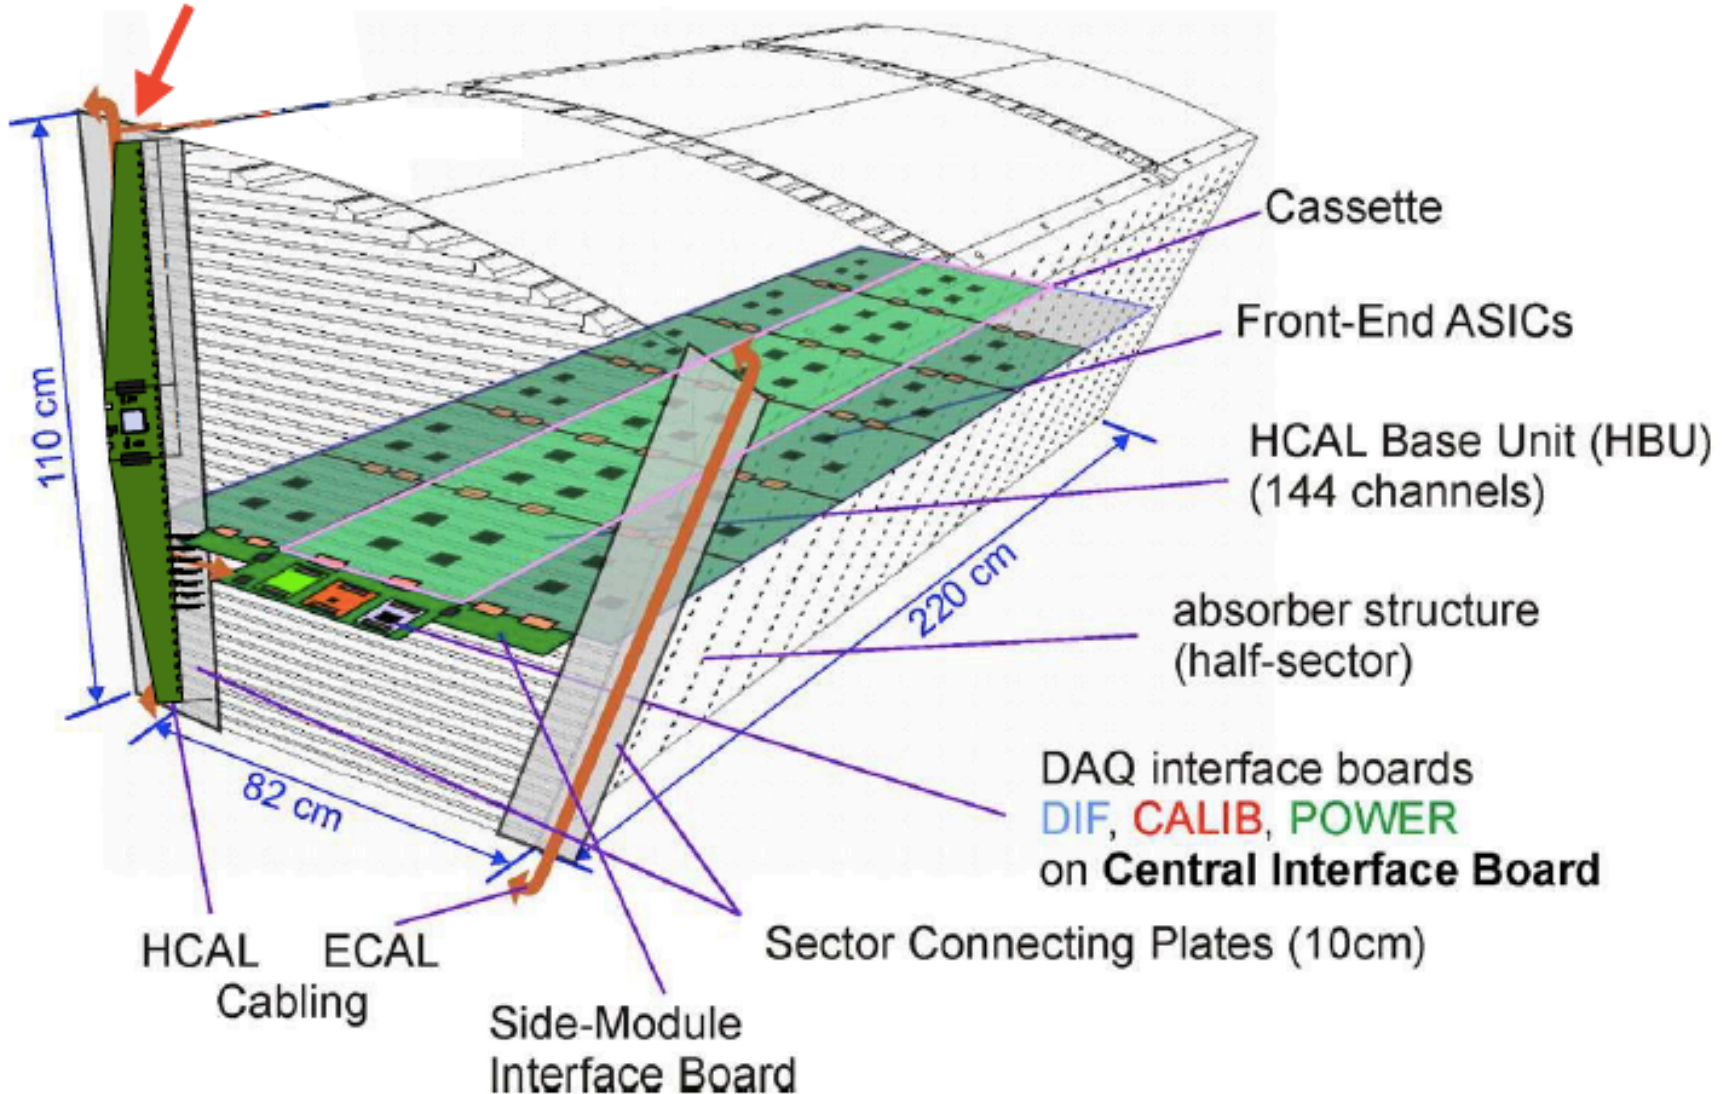 Cassette
Front-End ASICs
110 cm
HCAL Base Unit (HBU)
(144 channels)
220 cm
absorber structure
(half-sector)
82 cm
DAQ interface boards
DIF, CALIB, POWER
on Central Interface Board
HCAL ECAL
Cabling
Sector Connecting Plates (10cm)
Side-Module
Interface Board